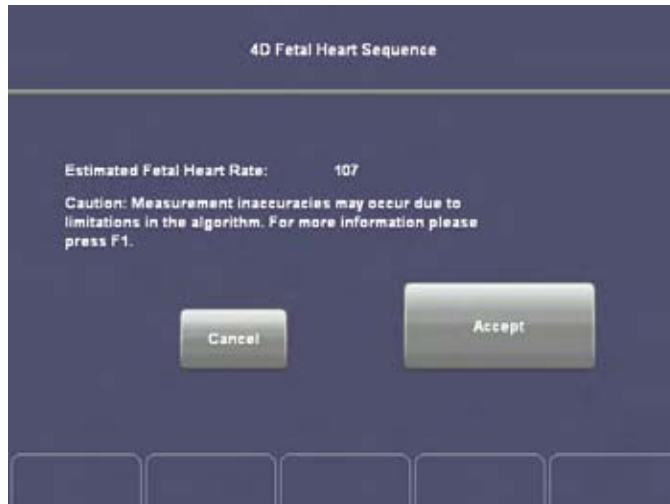 4D Fetal Heart Sequence
Estimated Fetal Heart Rate: 107
Caution: Measurement inaccuracies may occur due to
limitations in the algorithm. For more information please
press F1.
Cancel
Accept